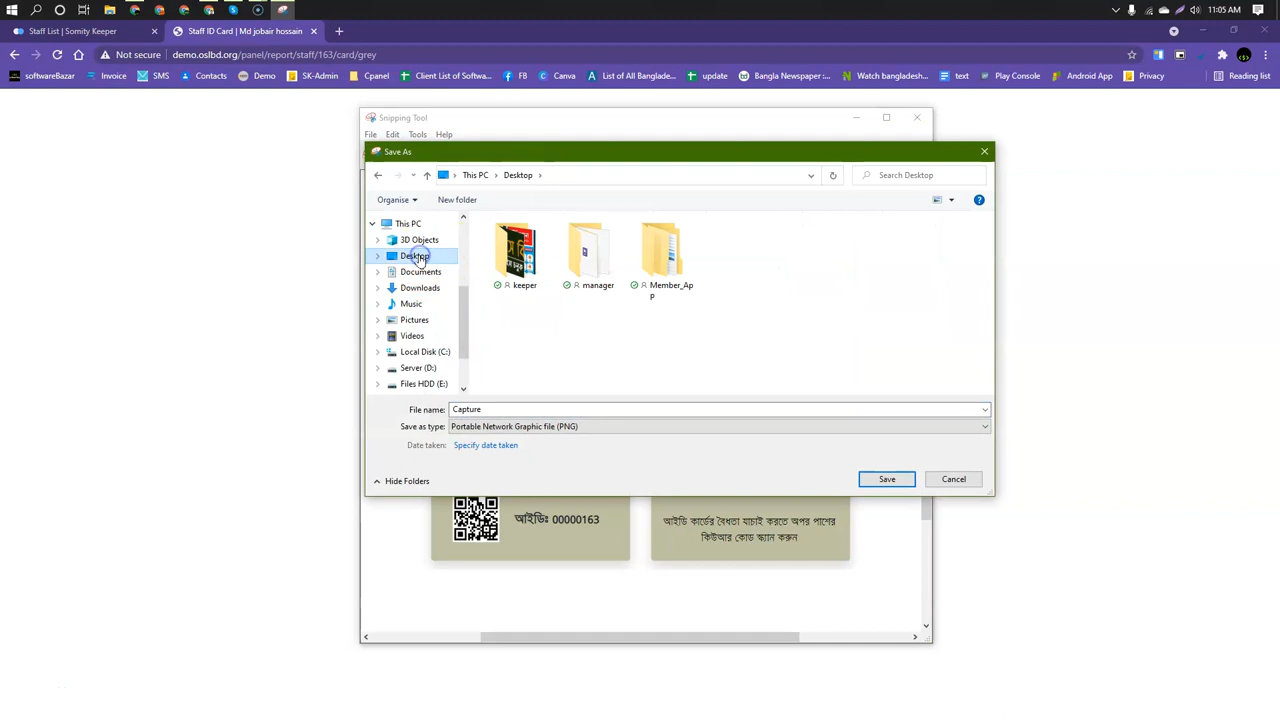 11:05 AM
Staff List | Somity Keeper
Staff ID Card | Md jobair hossain
Not secure
demo.oslbd.org/panel/report/staff/163/card/grey
softwareBazar
Invoice
SMS
Contacts
Demo
SK-Admin
Cpanel
Client List of Softwa...
FB
Canva
List of All Banglade...
update
Bangla Newspaper :...
Watch bangladesh...
text
Play Console
Android App
Privacy
Reading list
Snipping Tool
File Edit Tools Help
Save As
This PC > Desktop >
Search Desktop
Organise
New folder
This PC
3D Objects
Desktop
Documents
Downloads
Music
Pictures
Videos
Local Disk (C:)
Server (D:)
Files HDD (E:)
keeper
manager
Member_Ap
p
File name: Capture
Save as type: Portable Network Graphic file (PNG)
Date taken: Specify date taken
Hide Folders
Save
Cancel
আইডিঃ 00000163
আইডি কার্ডের বৈধতা যাচাই করতে অপর পাশের
কিউআর কোড স্ক্যান করুন